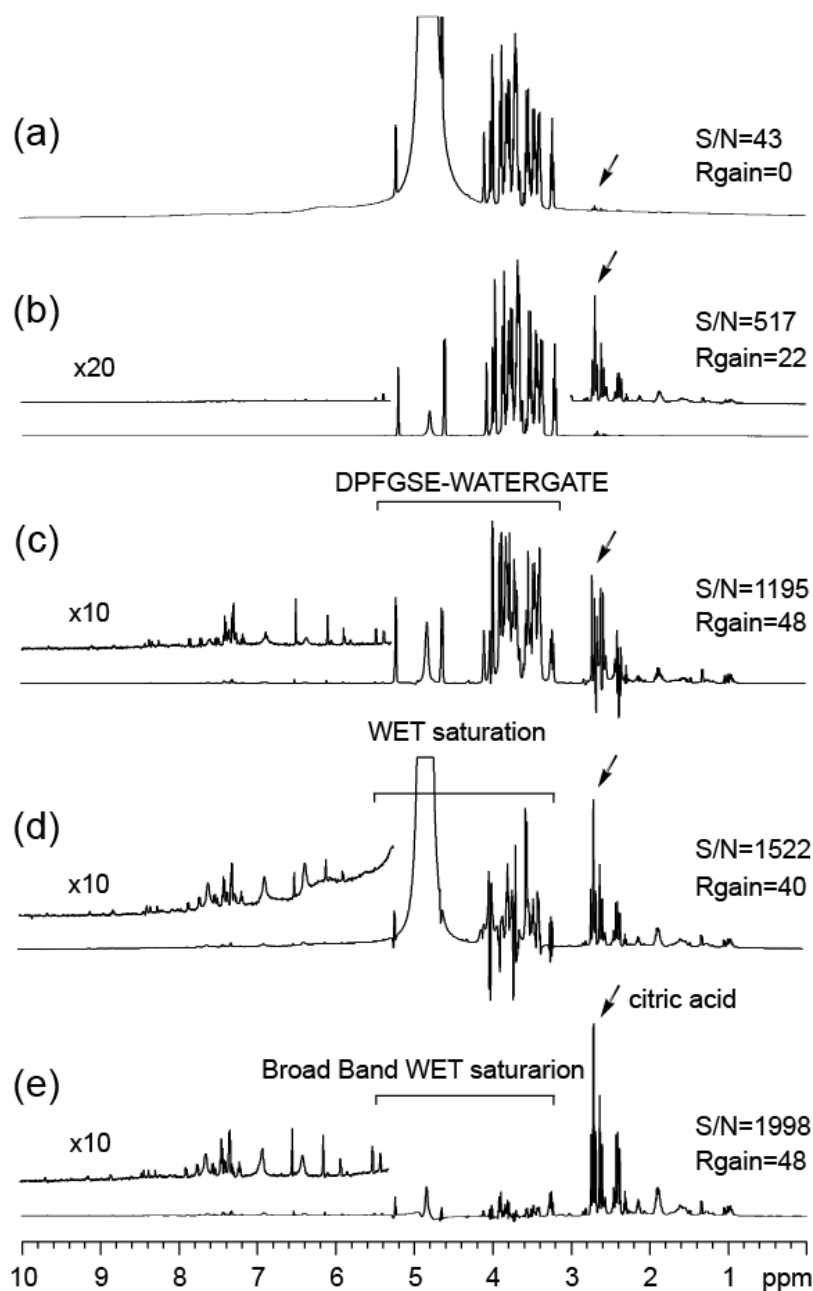 (a)
S/N=43
Rgain=0
(b)
x20
S/N=517
Rgain=22
DPFGSE-WATERGATE
(c)
x10
S/N=1195
Rgain=48
WET saturation
(d)
x10
S/N=1522
Rgain=40
citric acid
(e)
Broad Band WET saturarion
x10
S/N=1998
Rgain=48
10 9 8 7 6 5 4 3 2 1 ppm